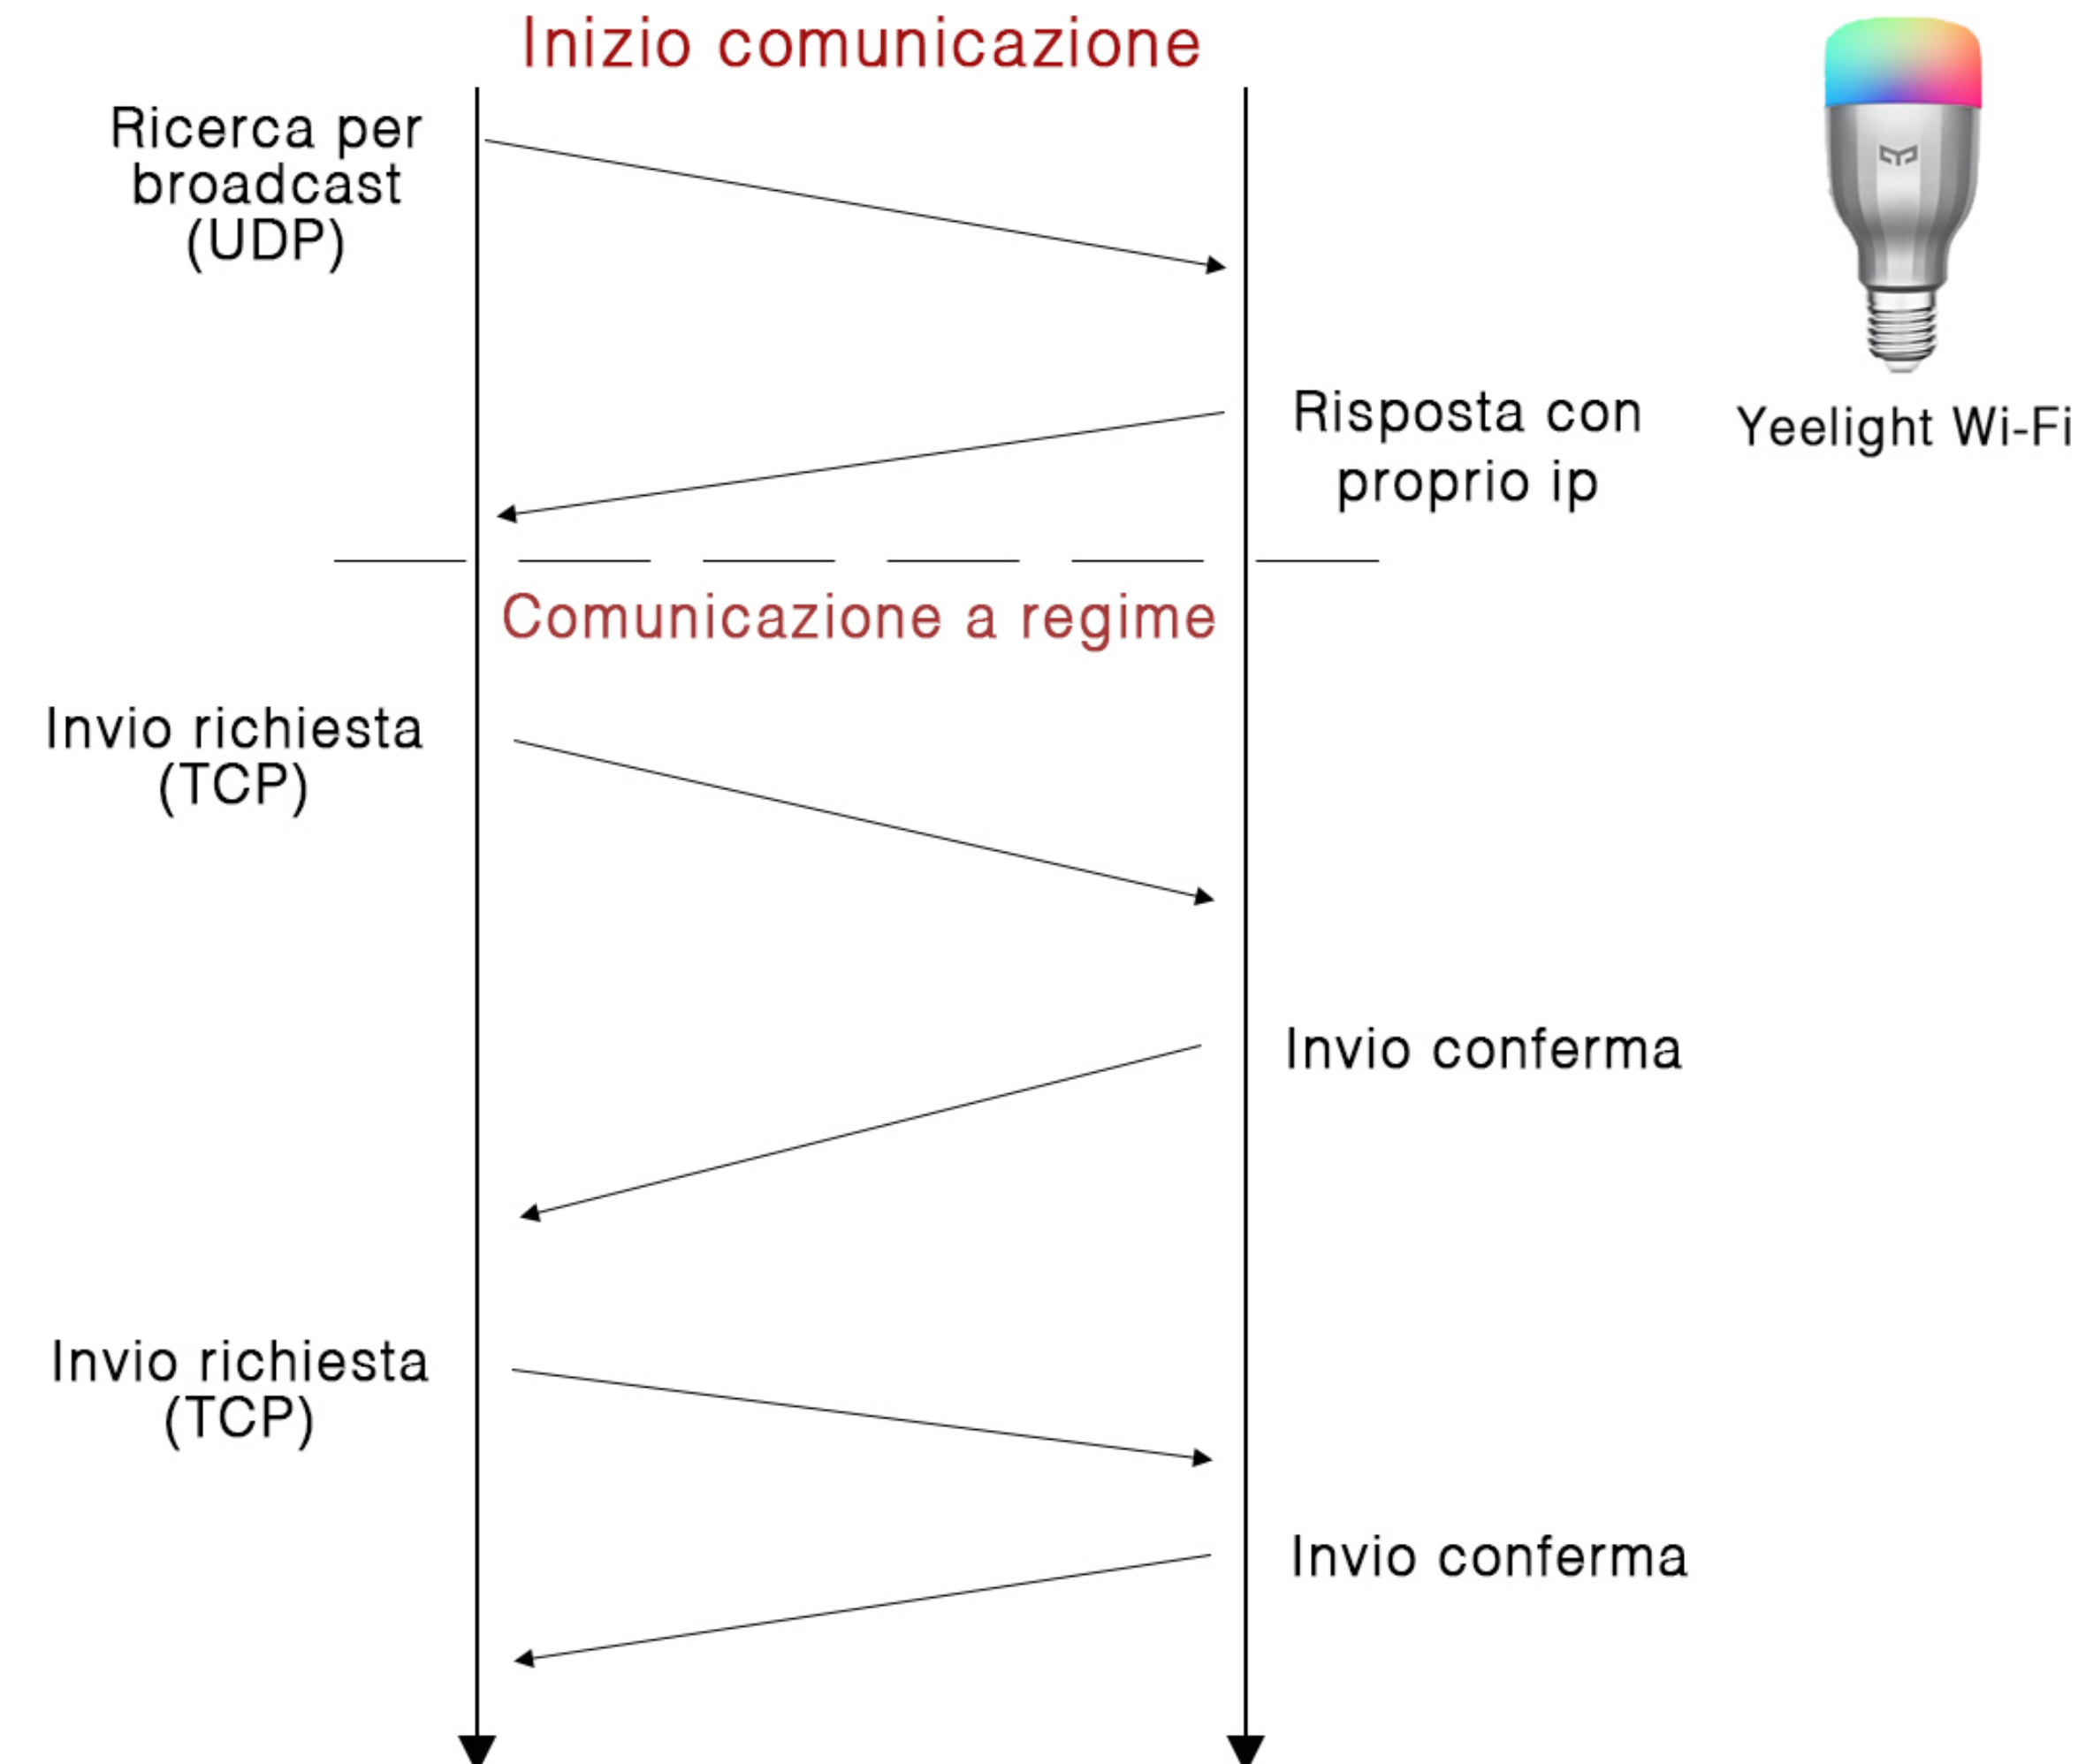 Inizio comunicazione
Ricerca per
broadcast
(UDP)
Risposta con
proprio ip
Yeelight Wi-Fi
Comunicazione a regime
Invio richiesta
(TCP)
Invio conferma
Invio richiesta
(TCP)
Invio conferma